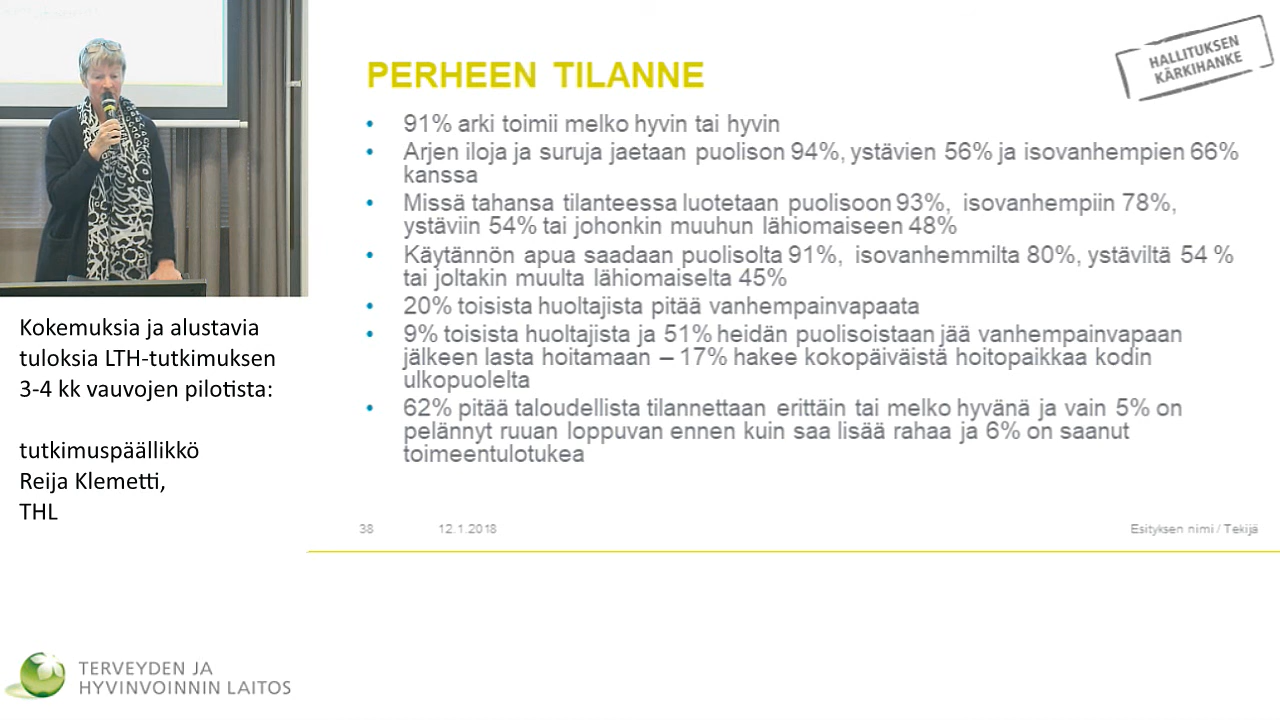 PERHEEN TILANNE
HALLITUKSEN
KÄRKIHANKE
• 91% arki toimii melko hyvin tai hyvin
• Arjen iloja ja suruja jaetaan puolison 94%, ystävien 56% ja isovanhempien 66%
kanssa
• Missä tahansa tilanteessa luotetaan puolisoon 93%, isovanhempiin 78%,
ystäviin 54% tai johonkin muuhun lähiomaiseen 48%
• Käytännön apua saadaan puolisolta 91%, isovanhemmilta 80%, ystäviltä 54 %
tai joltakin muulta lähiomaiselta 45%
• 20% toisista huoltajista pitää vanhempainvapaata
• 9% toisista huoltajista ja 51% heidän puolisoistaan jää vanhempainvapaan
jälkeen lasta hoitamaan – 17% hakee kokopäiväistä hoitopaikkaa kodin
ulkopuolelta
• 62% pitää taloudellista tilannettaan erittäin tai melko hyvänä ja vain 5% on
pelännyt ruuan loppuvan ennen kuin saa lisää rahaa ja 6% on saanut
toimeentulotukea
38 12.1.2018 Esityksen nimi / Tekijä
Kokemuksia ja alustavia
tuloksia LTH-tutkimuksen
3-4 kk vauvojen pilotista:
tutkimuspäällikkö
Reija Klemetti,
THL
TERVEYDEN JA
HYVINVOINNIN LAITOS